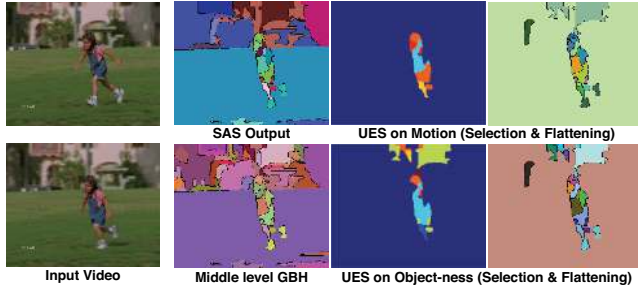 SAS Output
UES on Motion (Selection & Flattening)
Input Video
Middle level GBH
UES on Object-ness (Selection & Flattening)